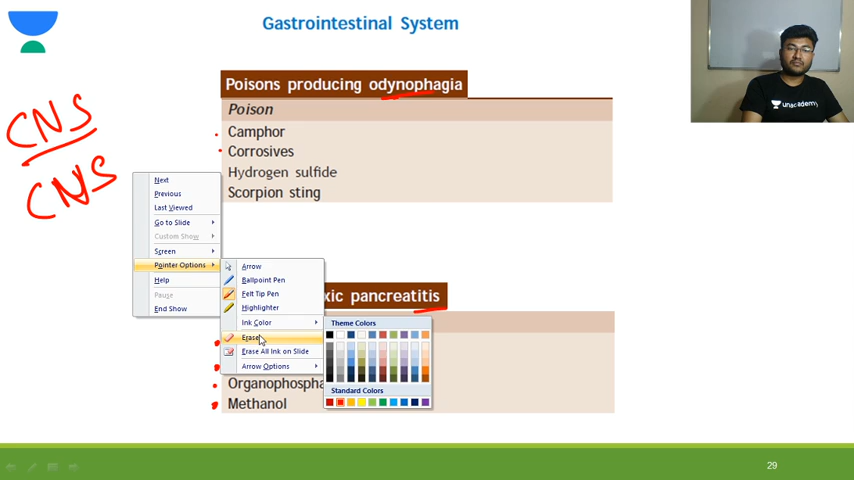 Gastrointestinal System
unacademy
Poisons producing odynophagia
Poison
Camphor
Corrosives
Hydrogen sulfide
Scorpion sting
CNS
CNS
Next
Previous
Last Viewed
Go to Slide
Custom Show
Screen
Pointer Options
Help
Pause
End Show
Arrow
Ballpoint Pen
Felt Tip Pen
Highlighter
Ink Color
Eraser
Erase All Ink on Slide
Arrow Options
Theme Colors
Standard Colors
xic pancreatitis
Organophospha
Methanol
29